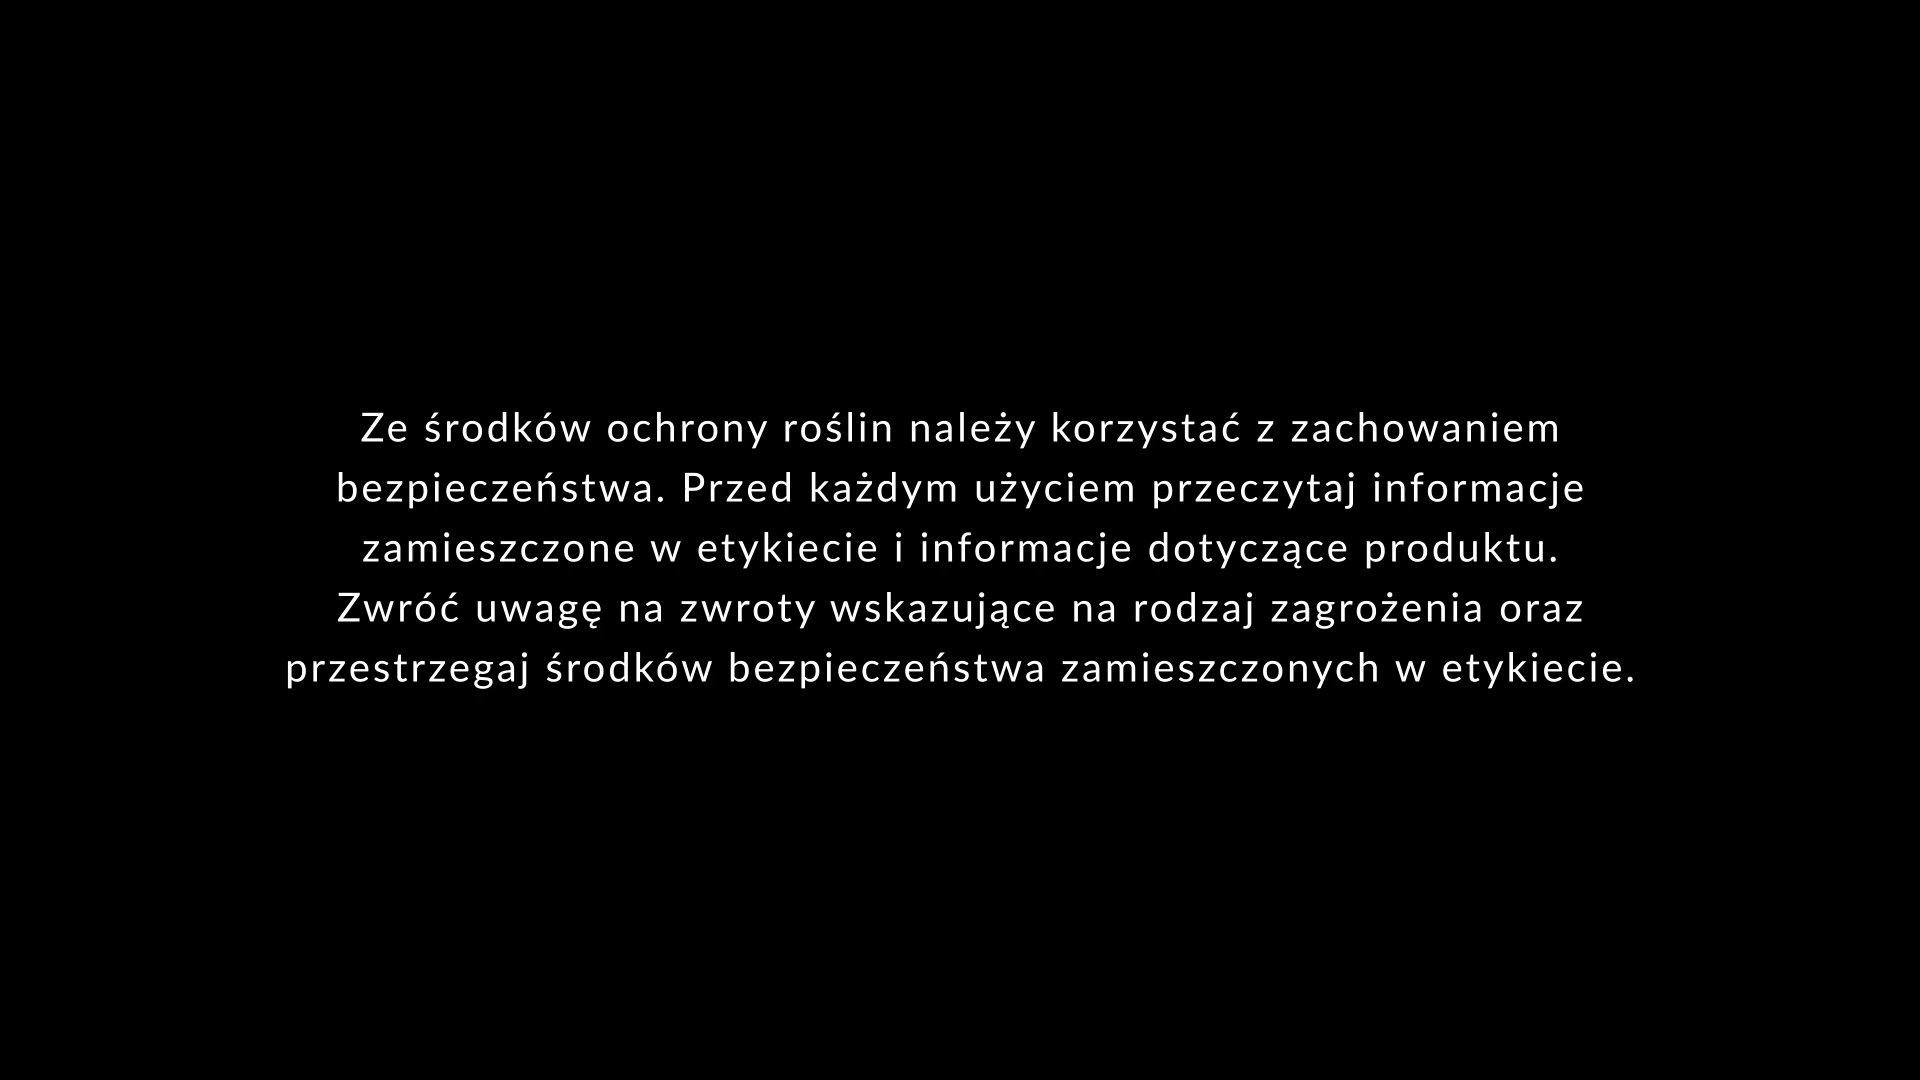 Ze środków ochrony roślin należy korzystać z zachowaniem
bezpieczeństwa. Przed każdym użyciem przeczytaj informacje
zamieszczone w etykiecie i informacje dotyczące produktu.
Zwróć uwagę na zwroty wskazujące na rodzaj zagrożenia oraz
przestrzegaj środków bezpieczeństwa zamieszczonych w etykiecie.